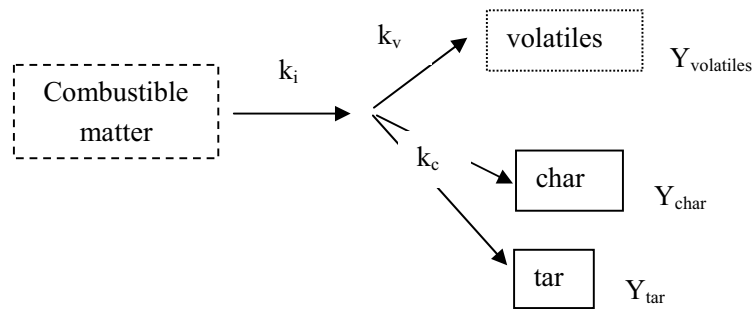 Combustible
matter
k_i
k_v
volatiles
Y_volatiles
k_c
char
Y_char
tar
Y_tar